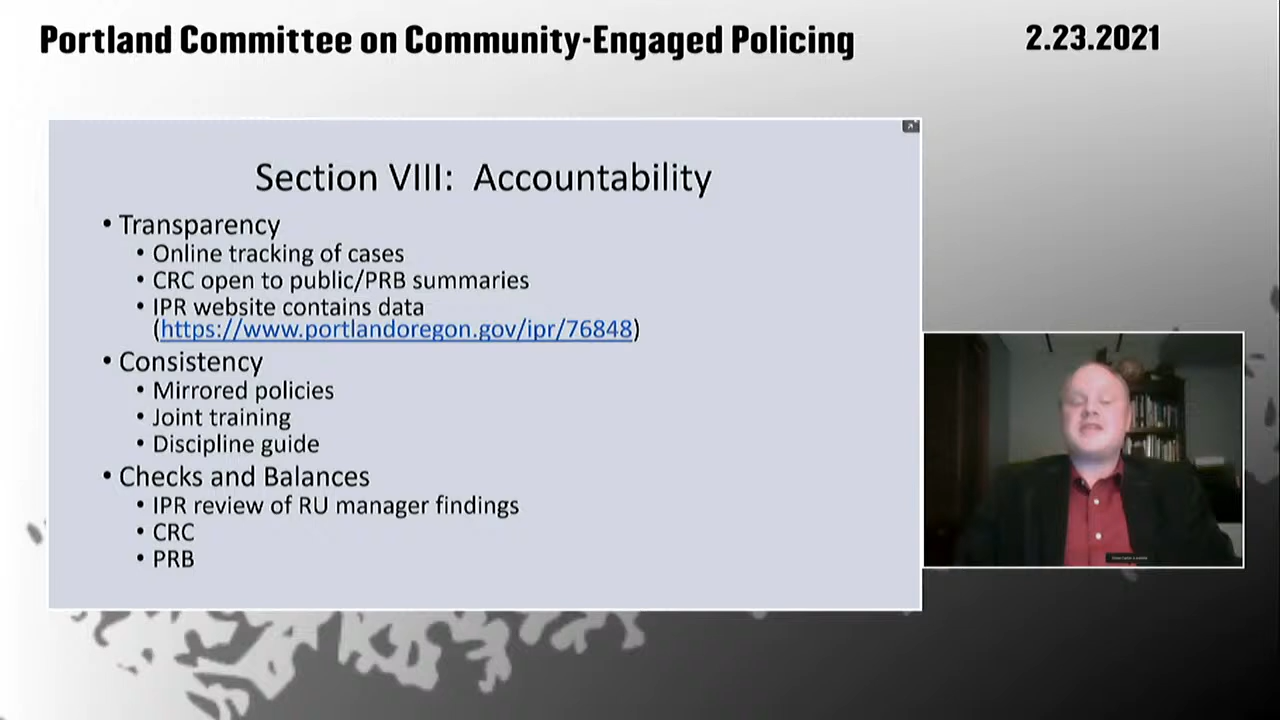 Portland Committee on Community-Engaged Policing
2.23.2021
Section VIII: Accountability
• Transparency
• Online tracking of cases
• CRC open to public/PRB summaries
• IPR website contains data
(https://www.portlandoregon.gov/ipr/76848)
• Consistency
• Mirrored policies
• Joint training
• Discipline guide
• Checks and Balances
• IPR review of RU manager findings
• CRC
• PRB